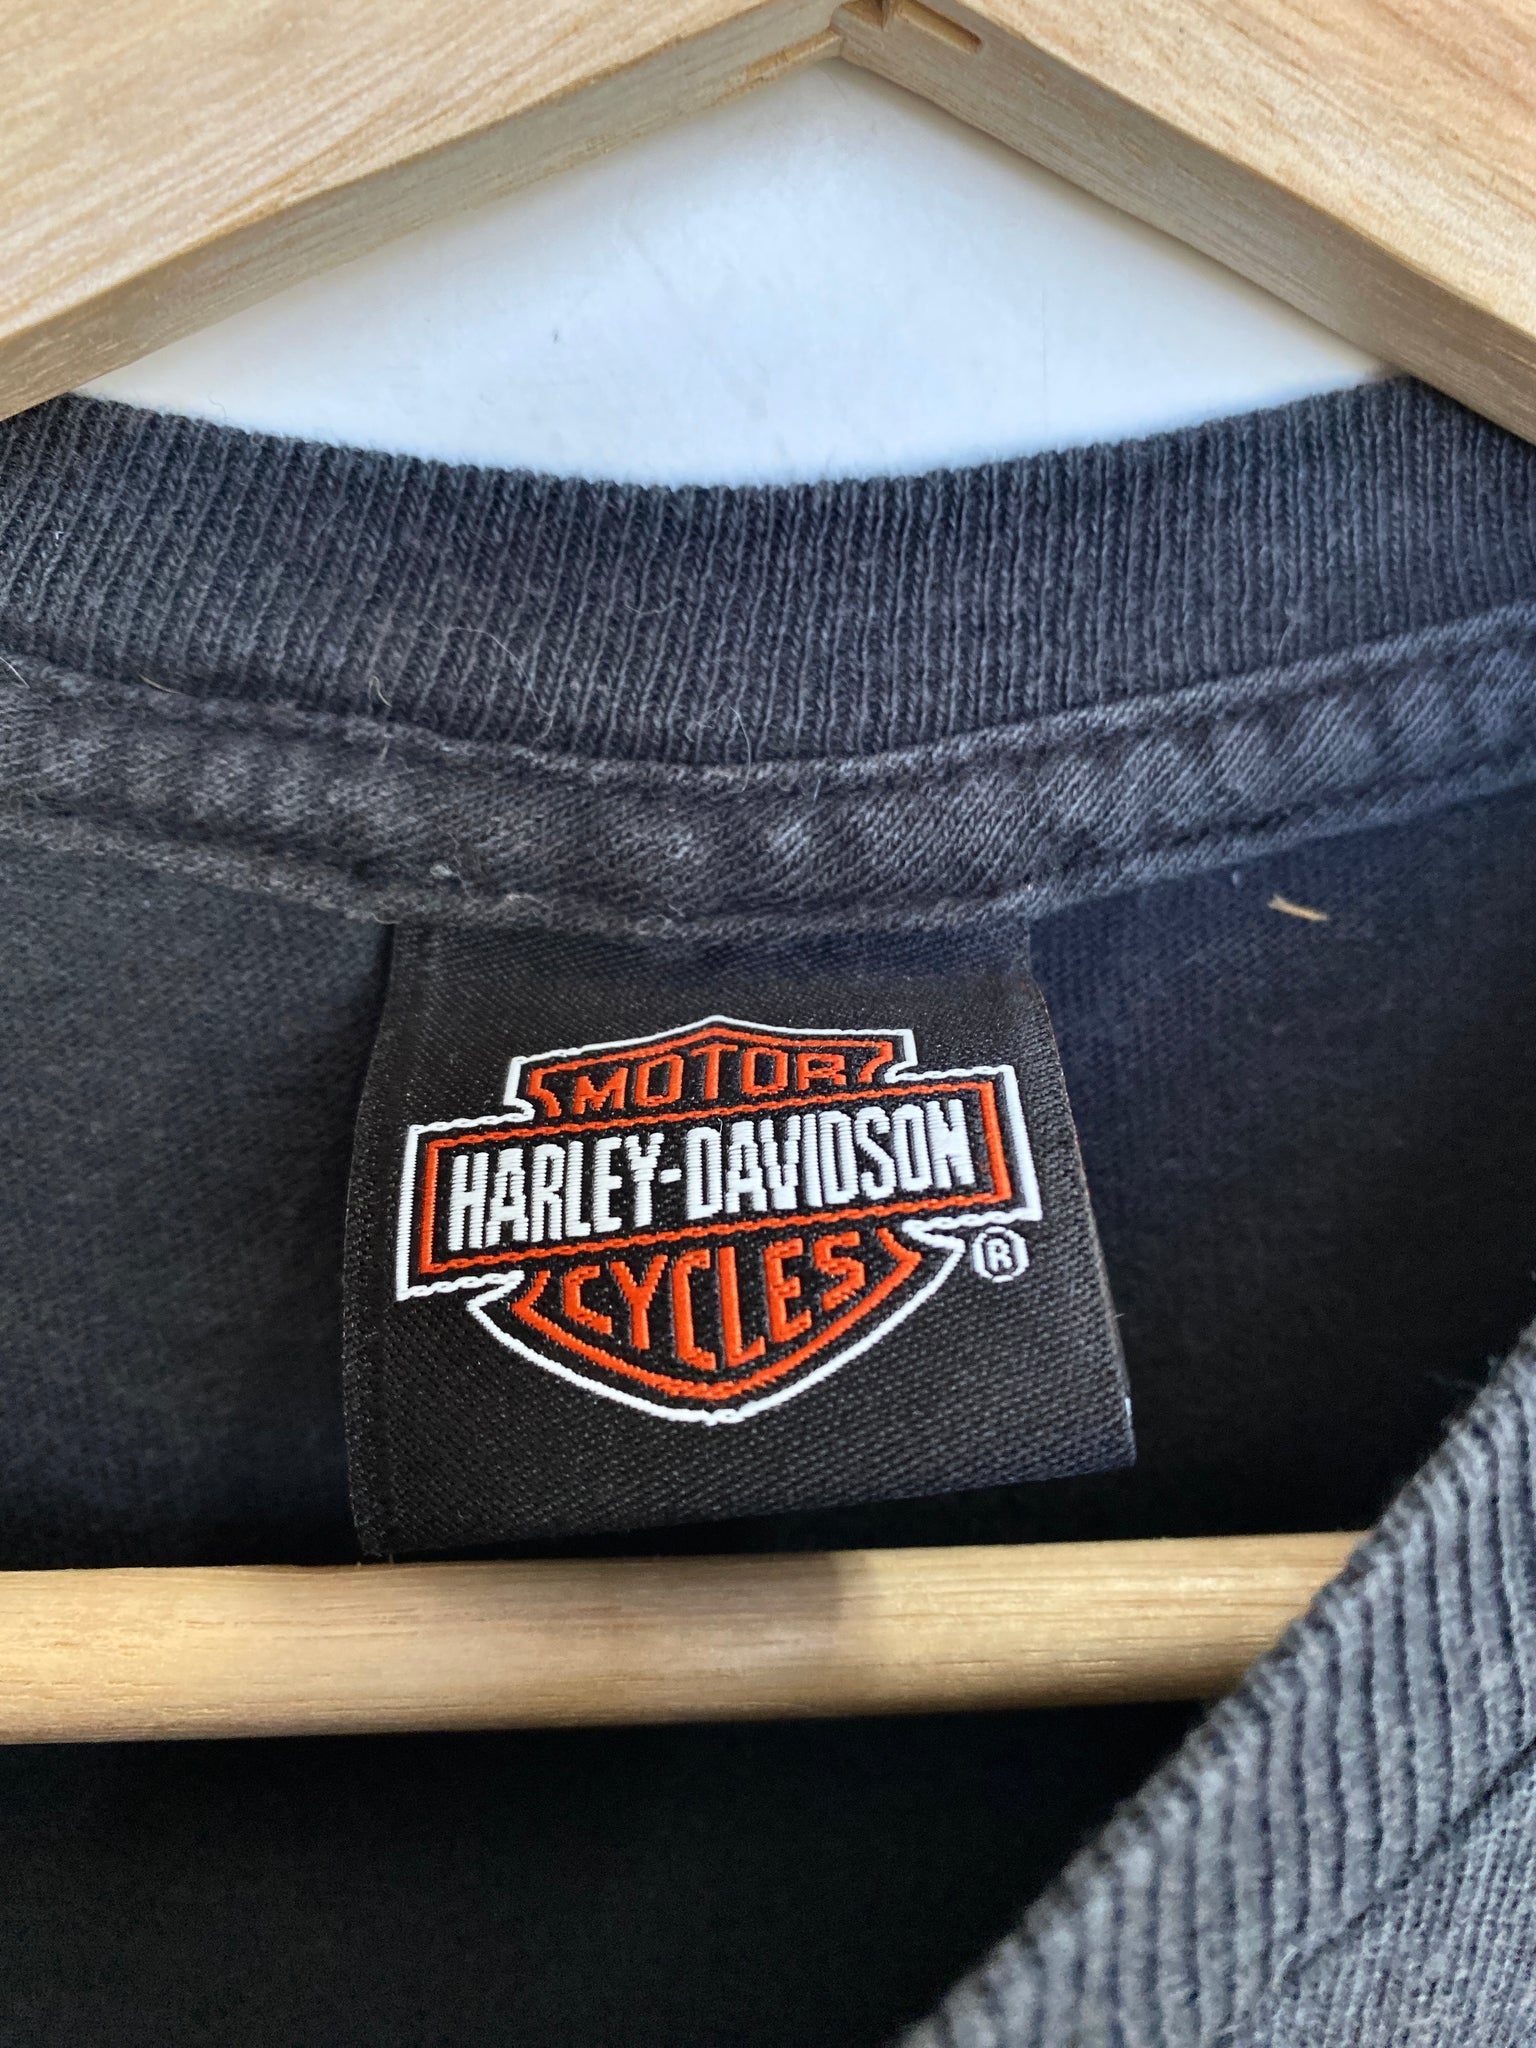 MOTOR
HARLEY-DAVIDSON
CYCLES
®